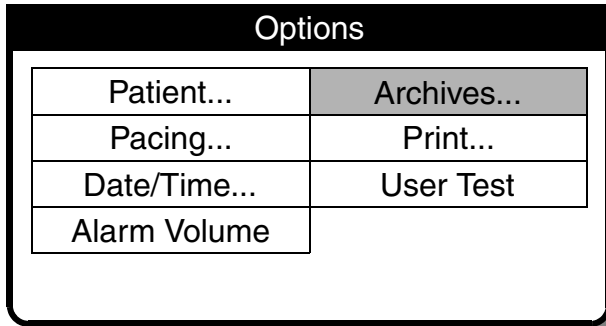 Options
Patient... Archives...
Pacing... Print...
Date/Time... User Test
Alarm Volume